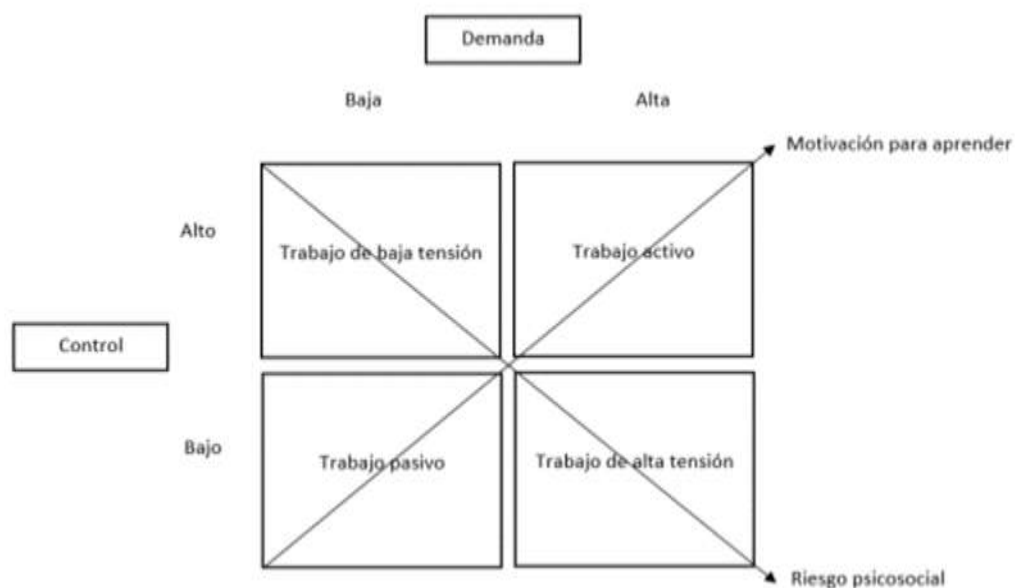 Demanda
Baja
Alta
Motivación para aprender
Alto
Trabajo de baja tensión
Trabajo activo
Control
Bajo
Trabajo pasivo
Trabajo de alta tensión
Riesgo psicosocial